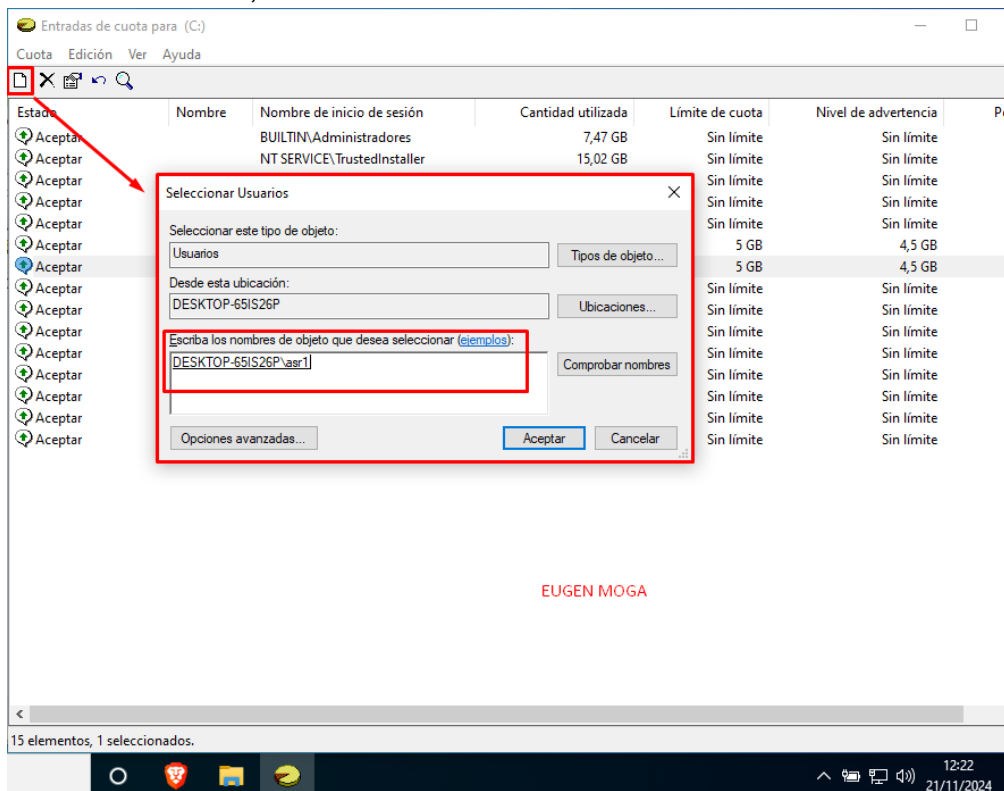 Entradas de cuota para (C:)
Cuota Edición Ver Ayuda
Estado Nombre Nombre de inicio de sesión Cantidad utilizada Límite de cuota Nivel de advertencia
Aceptar BUILTIN\Administradores 7,47 GB Sin límite Sin límite
Aceptar NT SERVICE\TrustedInstaller 15,02 GB Sin límite Sin límite
Aceptar Sin límite Sin límite
Aceptar Sin límite Sin límite
Aceptar Sin límite Sin límite
Aceptar 5 GB 4,5 GB
Aceptar 5 GB 4,5 GB
Aceptar Sin límite Sin límite
Aceptar Sin límite Sin límite
Aceptar Sin límite Sin límite
Aceptar Sin límite Sin límite
Aceptar Sin límite Sin límite
Aceptar Sin límite Sin límite
Aceptar Sin límite Sin límite
Aceptar Sin límite Sin límite
Seleccionar Usuarios
Seleccionar este tipo de objeto:
Usuarios Tipos de objeto...
Desde esta ubicación:
DESKTOP-65IS26P Ubicaciones...
Escriba los nombres de objeto que desea seleccionar (ejemplos):
DESKTOP-65IS26P\asr1 Comprobar nombres
Opciones avanzadas... Aceptar Cancelar
EUGEN MOGA
15 elementos, 1 seleccionados.
12:22
21/11/2024